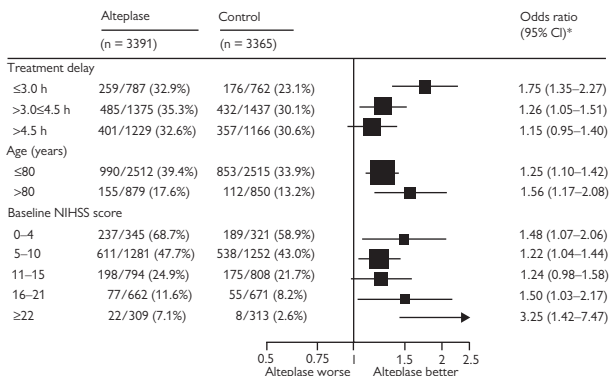 Alteplase Control Odds ratio
(n = 3391) (n = 3365) (95% CI)*
Treatment delay
≤3.0 h 259/787 (32.9%) 176/762 (23.1%) 1.75 (1.35–2.27)
>3.0≤4.5 h 485/1375 (35.3%) 432/1437 (30.1%) 1.26 (1.05–1.51)
>4.5 h 401/1229 (32.6%) 357/1166 (30.6%) 1.15 (0.95–1.40)
Age (years)
≤80 990/2512 (39.4%) 853/2515 (33.9%) 1.25 (1.10–1.42)
>80 155/879 (17.6%) 112/850 (13.2%) 1.56 (1.17–2.08)
Baseline NIHSS score
0–4 237/345 (68.7%) 189/321 (58.9%) 1.48 (1.07–2.06)
5–10 611/1281 (47.7%) 538/1252 (43.0%) 1.22 (1.04–1.44)
11–15 198/794 (24.9%) 175/808 (21.7%) 1.24 (0.98–1.58)
16–21 77/662 (11.6%) 55/671 (8.2%) 1.50 (1.03–2.17)
≥22 22/309 (7.1%) 8/313 (2.6%) 3.25 (1.42–7.47)
0.5 0.75 1 1.5 2 2.5
Alteplase worse Alteplase better